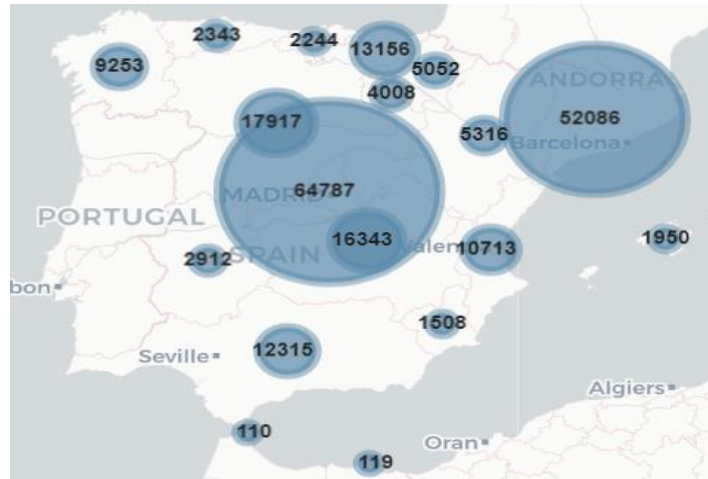 2343
2244
13156
9253
5052
ANDORRA
4008
52086
17917
5316
Barcelona
64787
MADRID
PORTUGAL
16343
Valen
10713
1950
SPAIN
2912
bon
1508
12315
Seville
Algiers
110
Oran
119